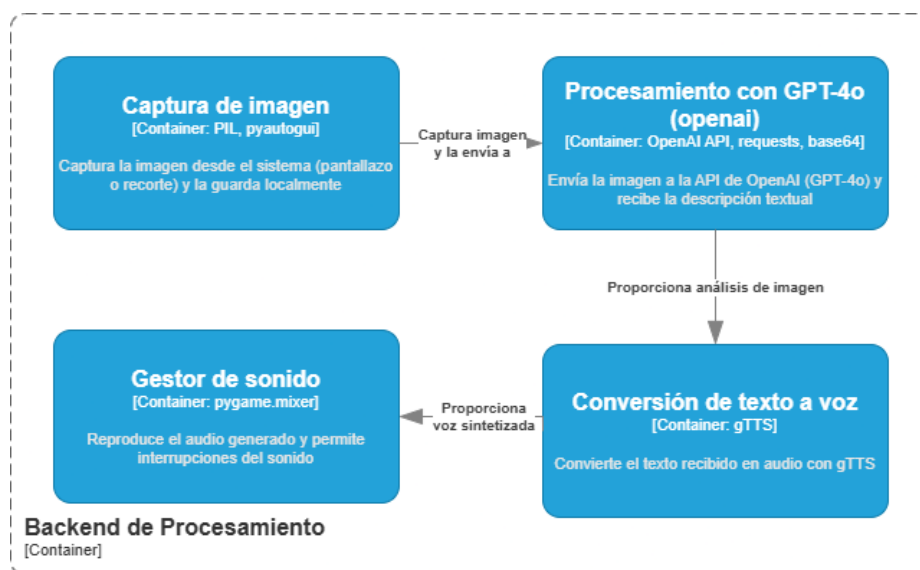 Captura de imagen
[Container: PIL, pyautogui]
Captura la imagen desde el sistema (pantallazo
o recorte) y la guarda localmente
Captura imagen
y la envía a
Procesamiento con GPT-4o
(openai)
[Container: OpenAI API, requests, base64]
Envía la imagen a la API de OpenAI (GPT-4o) y
recibe la descripción textual
Proporciona análisis de imagen
Conversión de texto a voz
[Container: gTTS]
Convierte el texto recibido en audio con gTTS
Proporciona
voz sintetizada
Gestor de sonido
[Container: pygame.mixer]
Reproduce el audio generado y permite
interrupciones del sonido
Backend de Procesamiento
[Container]